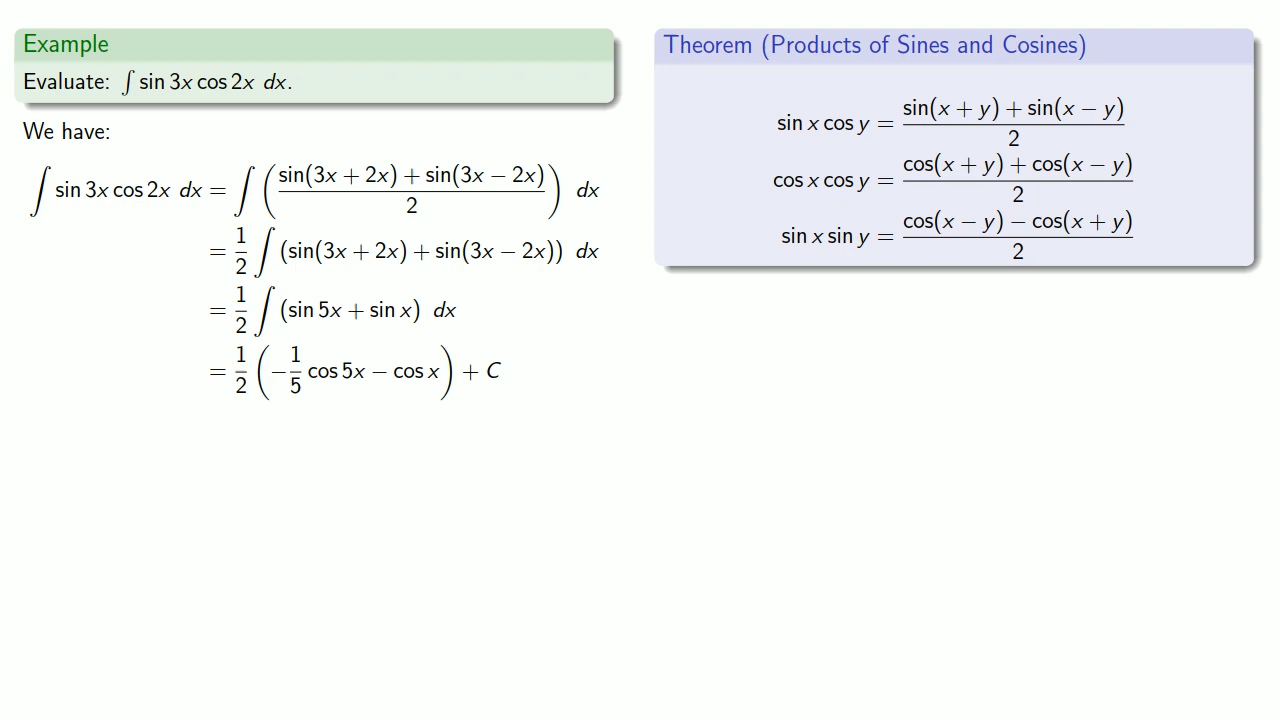 Example
Evaluate: ∫ sin 3x cos 2x dx.
We have:
∫ sin 3x cos 2x dx = ∫ ( (sin(3x + 2x) + sin(3x − 2x)) / 2 ) dx
= 1/2 ∫ (sin(3x + 2x) + sin(3x − 2x)) dx
= 1/2 ∫ (sin 5x + sin x) dx
= 1/2 ( −1/5 cos 5x − cos x ) + C
Theorem (Products of Sines and Cosines)
sin x cos y = (sin(x + y) + sin(x − y)) / 2
cos x cos y = (cos(x + y) + cos(x − y)) / 2
sin x sin y = (cos(x − y) − cos(x + y)) / 2